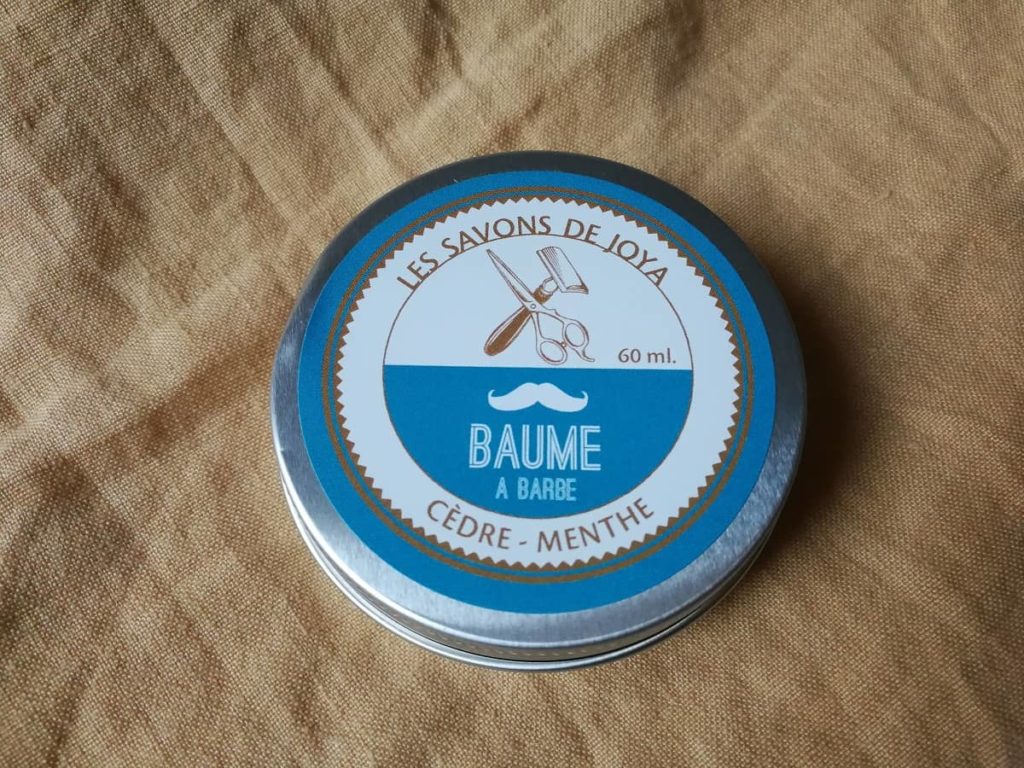 LES SAVONS DE JOYA
60 ml.
BAUME
A BARBE
CÈDRE - MENTHE